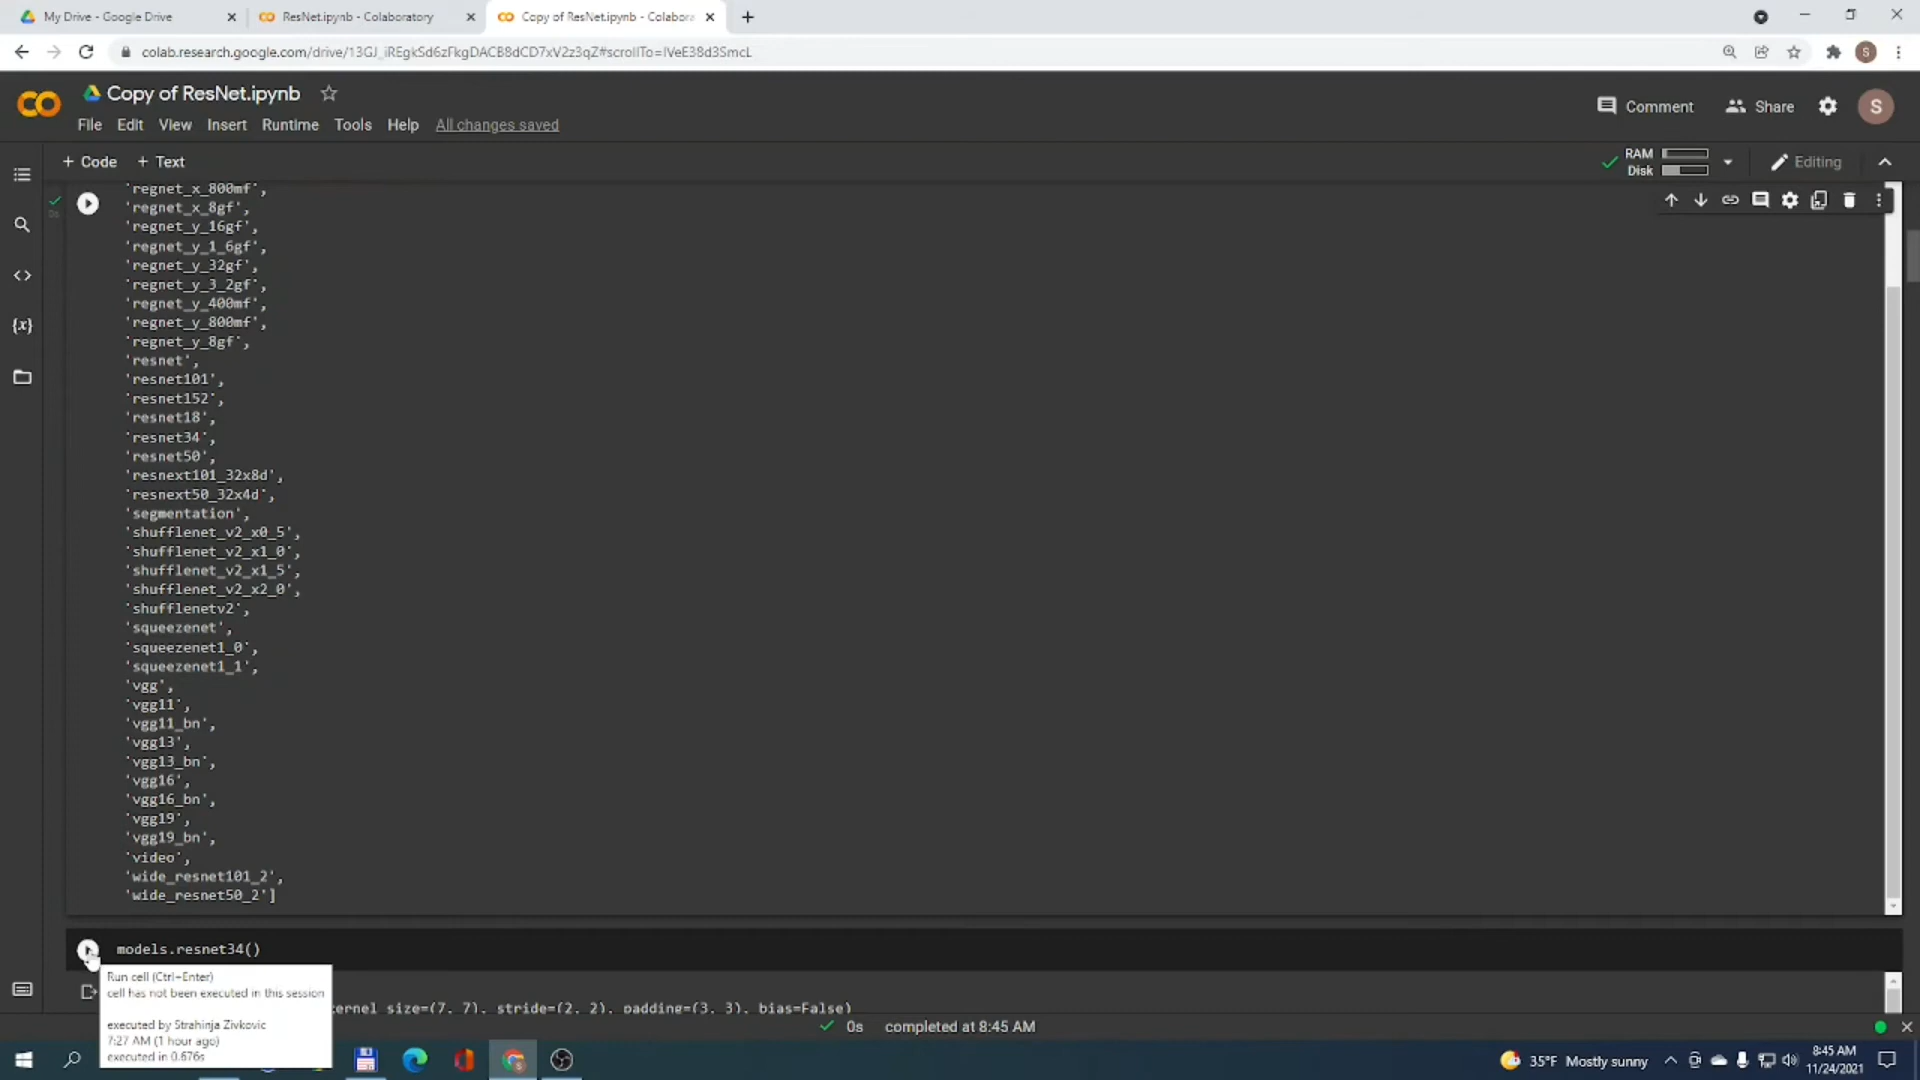 My Drive - Google Drive
ResNet.ipynb - Colaboratory
Copy of ResNet.ipynb - Colabora
colab.research.google.com/drive/13GJ_iREgkSd6zFkgDACB8dCD7xV2z3qZ#scrollTo=IVeE38d3SmcL
S
CO
Copy of ResNet.ipynb
Comment
Share
S
File Edit View Insert Runtime Tools Help All changes saved
+ Code + Text
RAM
Disk
Editing
'regnet_x_800mf',
'regnet_x_8gf',
'regnet_y_16gf',
'regnet_y_1_6gf',
'regnet_y_32gf',
'regnet_y_3_2gf',
'regnet_y_400mf',
'regnet_y_800mf',
'regnet_y_8gf',
'resnet',
'resnet101',
'resnet152',
'resnet18',
'resnet34',
'resnet50',
'resnext101_32x8d',
'resnext50_32x4d',
'segmentation',
'shufflenet_v2_x0_5',
'shufflenet_v2_x1_0',
'shufflenet_v2_x1_5',
'shufflenet_v2_x2_0',
'shufflenetv2',
'squeezenet',
'squeezenet1_0',
'squeezenet1_1',
'vgg',
'vgg11',
'vgg11_bn',
'vgg13',
'vgg13_bn',
'vgg16',
'vgg16_bn',
'vgg19',
'vgg19_bn',
'video',
'wide_resnet101_2',
'wide_resnet50_2']
models.resnet34()
Run cell (Ctrl+Enter)
cell has not been executed in this session
executed by Strahinja Zivkovic
7:27 AM (1 hour ago)
executed in 0.676s
ernel_size=(7, 7), stride=(2, 2), padding=(3, 3), bias=False)
0s completed at 8:45 AM
35°F Mostly sunny
8:45 AM
11/24/2021